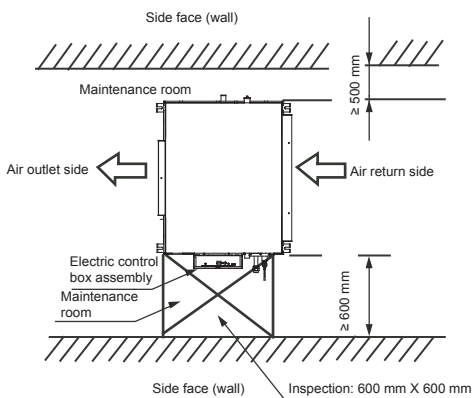 Side face (wall)
≥ 500 mm
Maintenance room
Air outlet side
Air return side
Electric control
box assembly
Maintenance
room
≥ 600 mm
Side face (wall)
Inspection: 600 mm X 600 mm